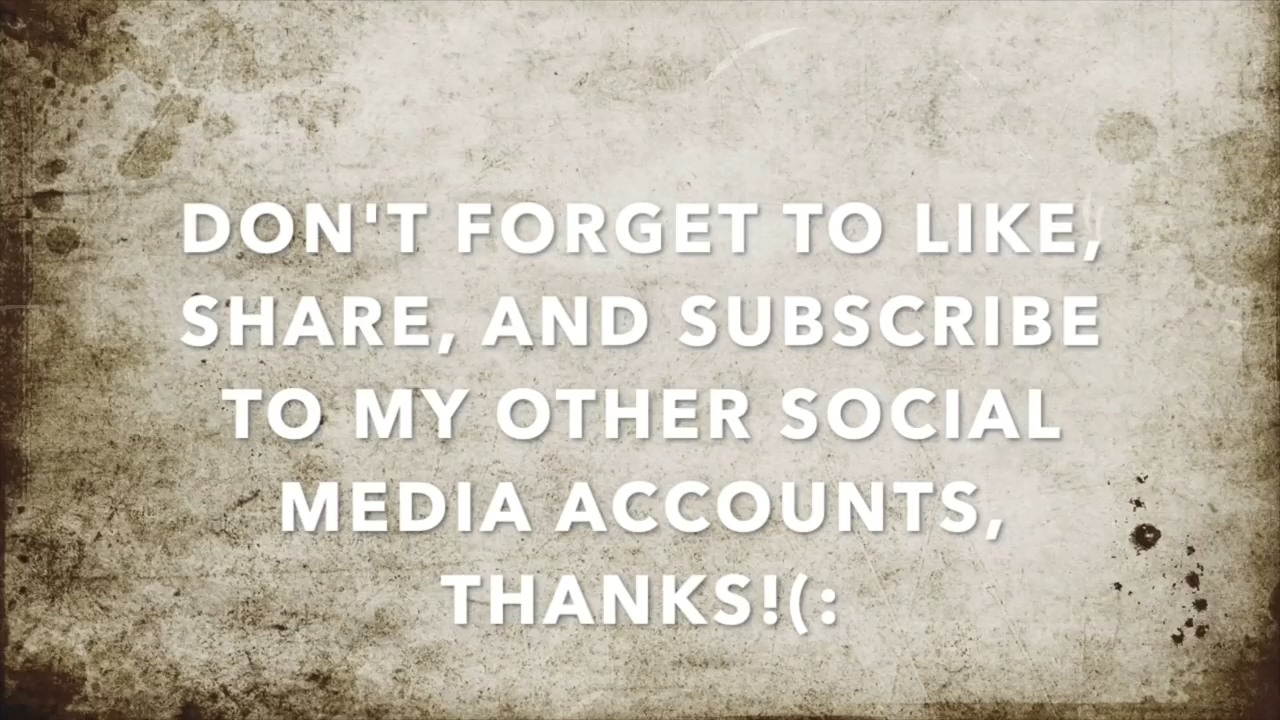 DON'T FORGET TO LIKE,
SHARE, AND SUBSCRIBE
TO MY OTHER SOCIAL
MEDIA ACCOUNTS,
THANKS!(: